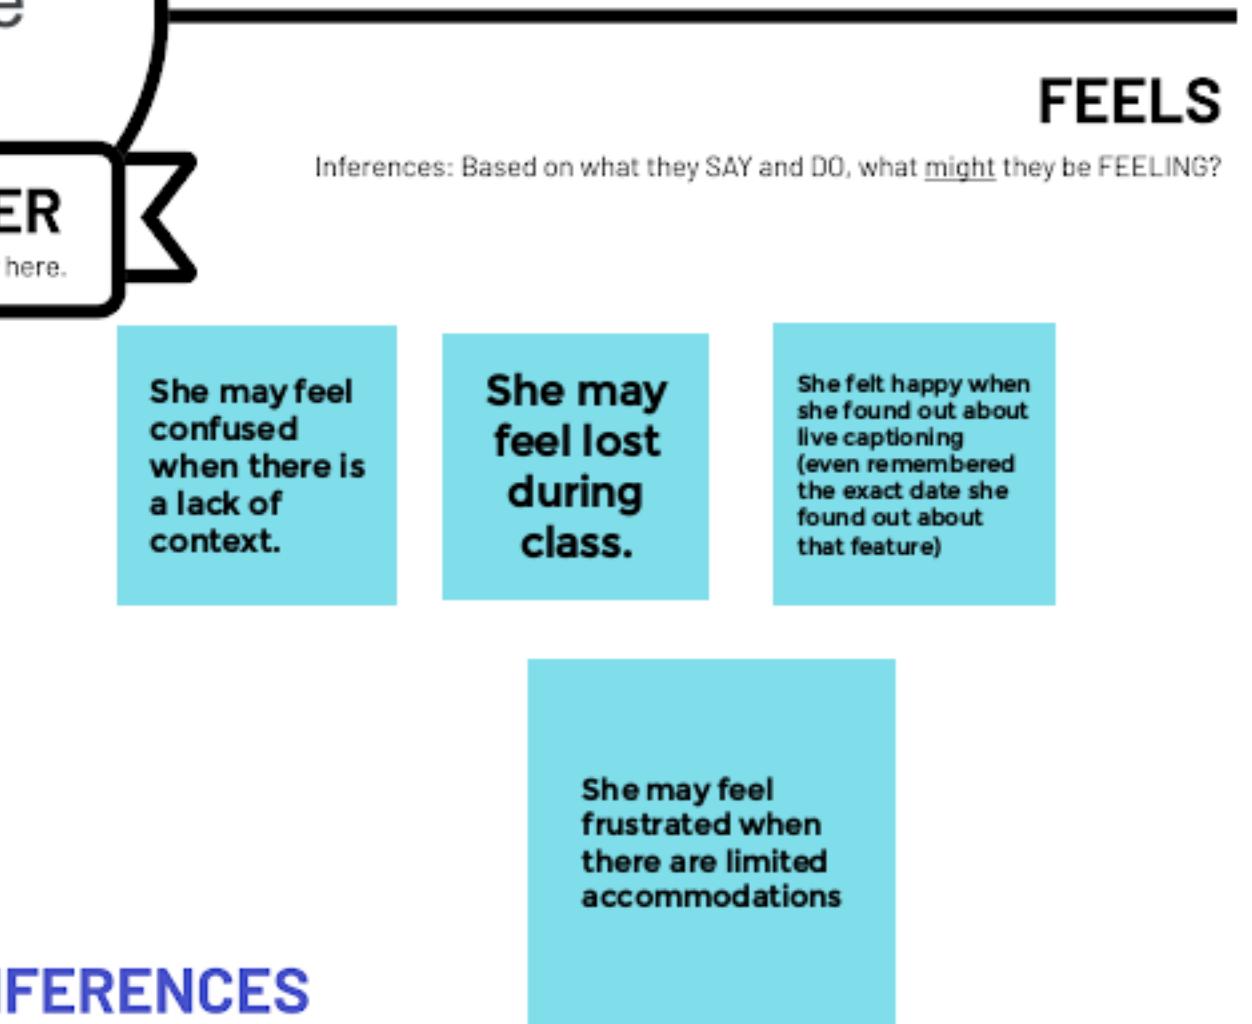 FEELS
Inferences: Based on what they SAY and DO, what might they be FEELING?
here.
She may feel
confused
when there is
a lack of
context.
She may
feel lost
during
class.
She felt happy when
she found out about
live captioning
(even remembered
the exact date she
found out about
that feature)
She may feel
frustrated when
there are limited
accommodations